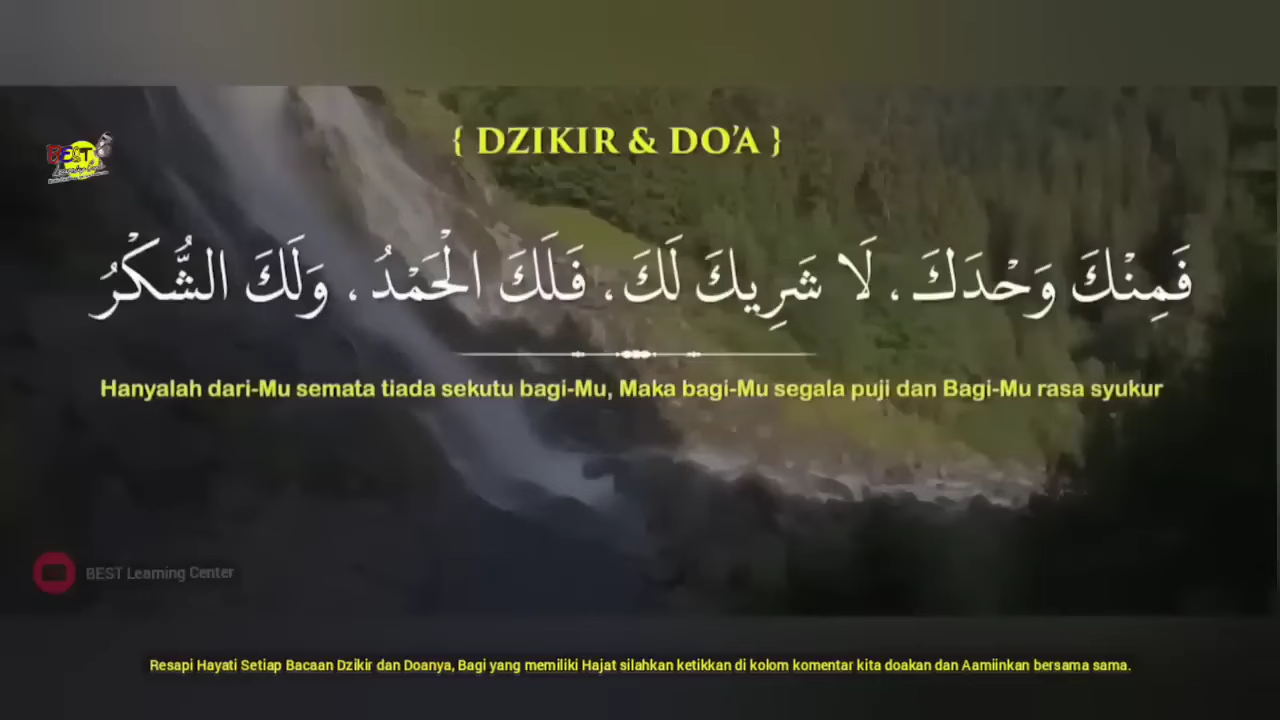 { DZIKIR & DO'A }
BEST
فَمِنْكَ وَحْدَكَ، لَا شَرِيكَ لَكَ، فَلَكَ الْحَمْدُ، وَلَكَ الشُّكْرُ
Hanyalah dari-Mu semata tiada sekutu bagi-Mu, Maka bagi-Mu segala puji dan Bagi-Mu rasa syukur
BEST Learning Center
Resapi Hayati Setiap Bacaan Dzikir dan Doanya, Bagi yang memiliki Hajat silahkan ketikkan di kolom komentar kita doakan dan Aamiinkan bersama sama.